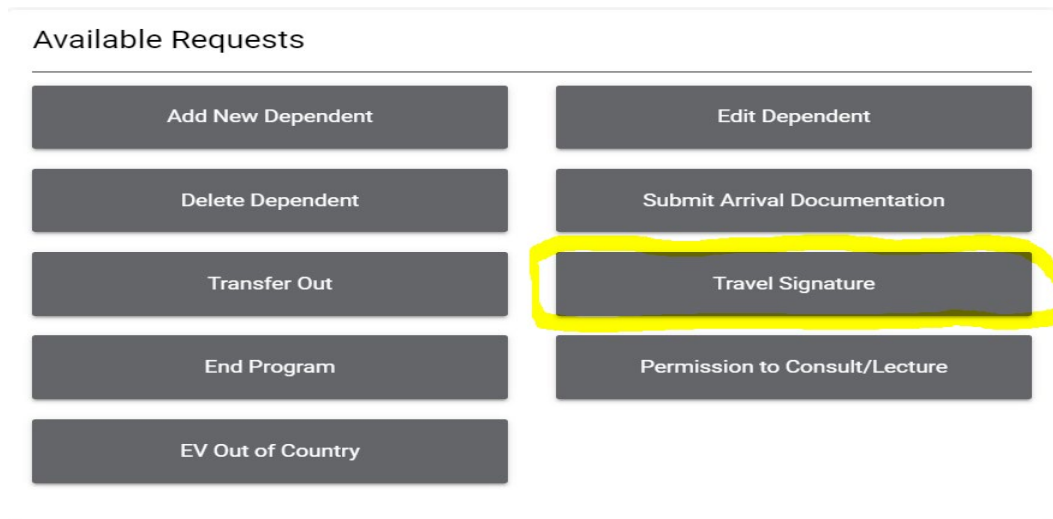 Available Requests
Add New Dependent
Edit Dependent
Delete Dependent
Submit Arrival Documentation
Transfer Out
Travel Signature
End Program
Permission to Consult/Lecture
EV Out of Country